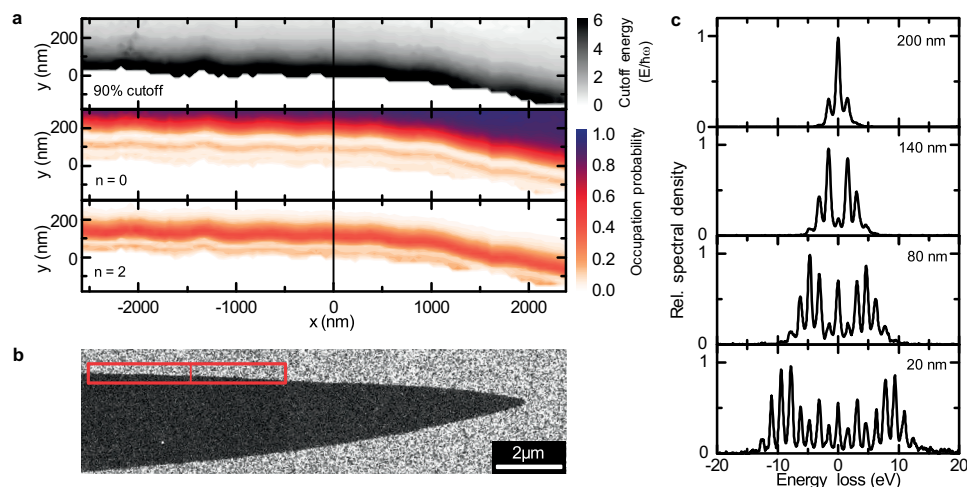 a
200
0
y (nm)
90% cutoff
6
4
2
0
Cutoff energy
(E/ħω)
200
0
y (nm)
n = 0
200
0
y (nm)
n = 2
1.0
0.8
0.6
0.4
0.2
0.0
Occupation probability
-2000
-1000
0
1000
2000
x (nm)
b
2µm
c
Rel. spectral density
1
0
200 nm
1
0
140 nm
1
0
80 nm
1
0
20 nm
-20
-10
0
10
20
Energy loss (eV)